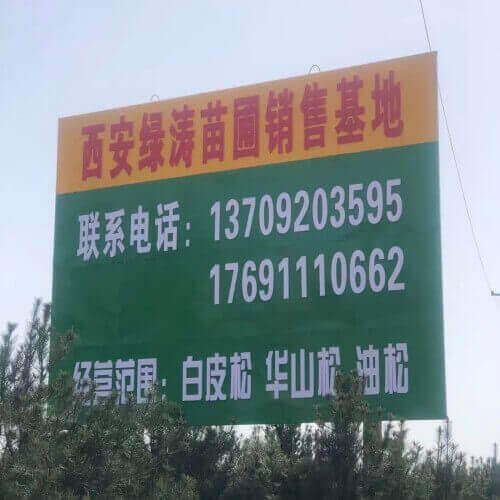 西安绿涛苗圃销售基地
联系电话：13709203595
17691110662
经营范围：白皮松 华山松 油松